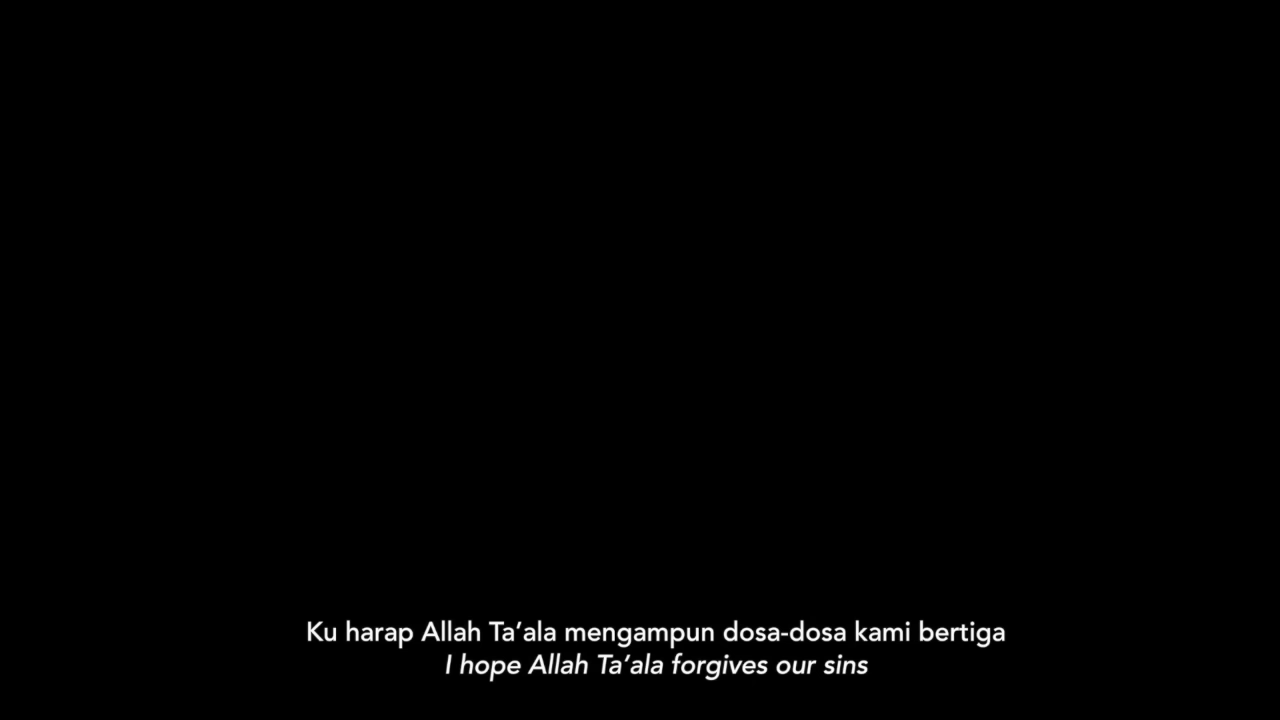 Ku harap Allah Ta’ala mengampun dosa-dosa kami bertiga
I hope Allah Ta’ala forgives our sins